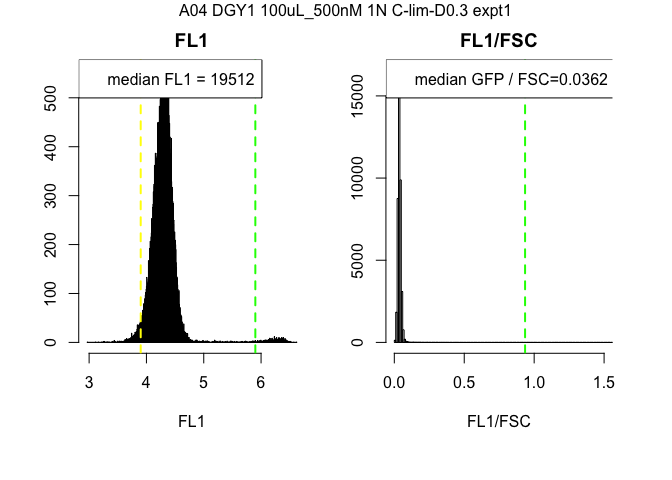 A04 DGY1 100uL_500nM 1N C-lim-D0.3 expt1
FL1
median FL1 = 19512
500
400
300
200
100
0
3 4 5 6
FL1
FL1/FSC
median GFP / FSC=0.0362
15000
10000
5000
0
0.0 0.5 1.0 1.5
FL1/FSC